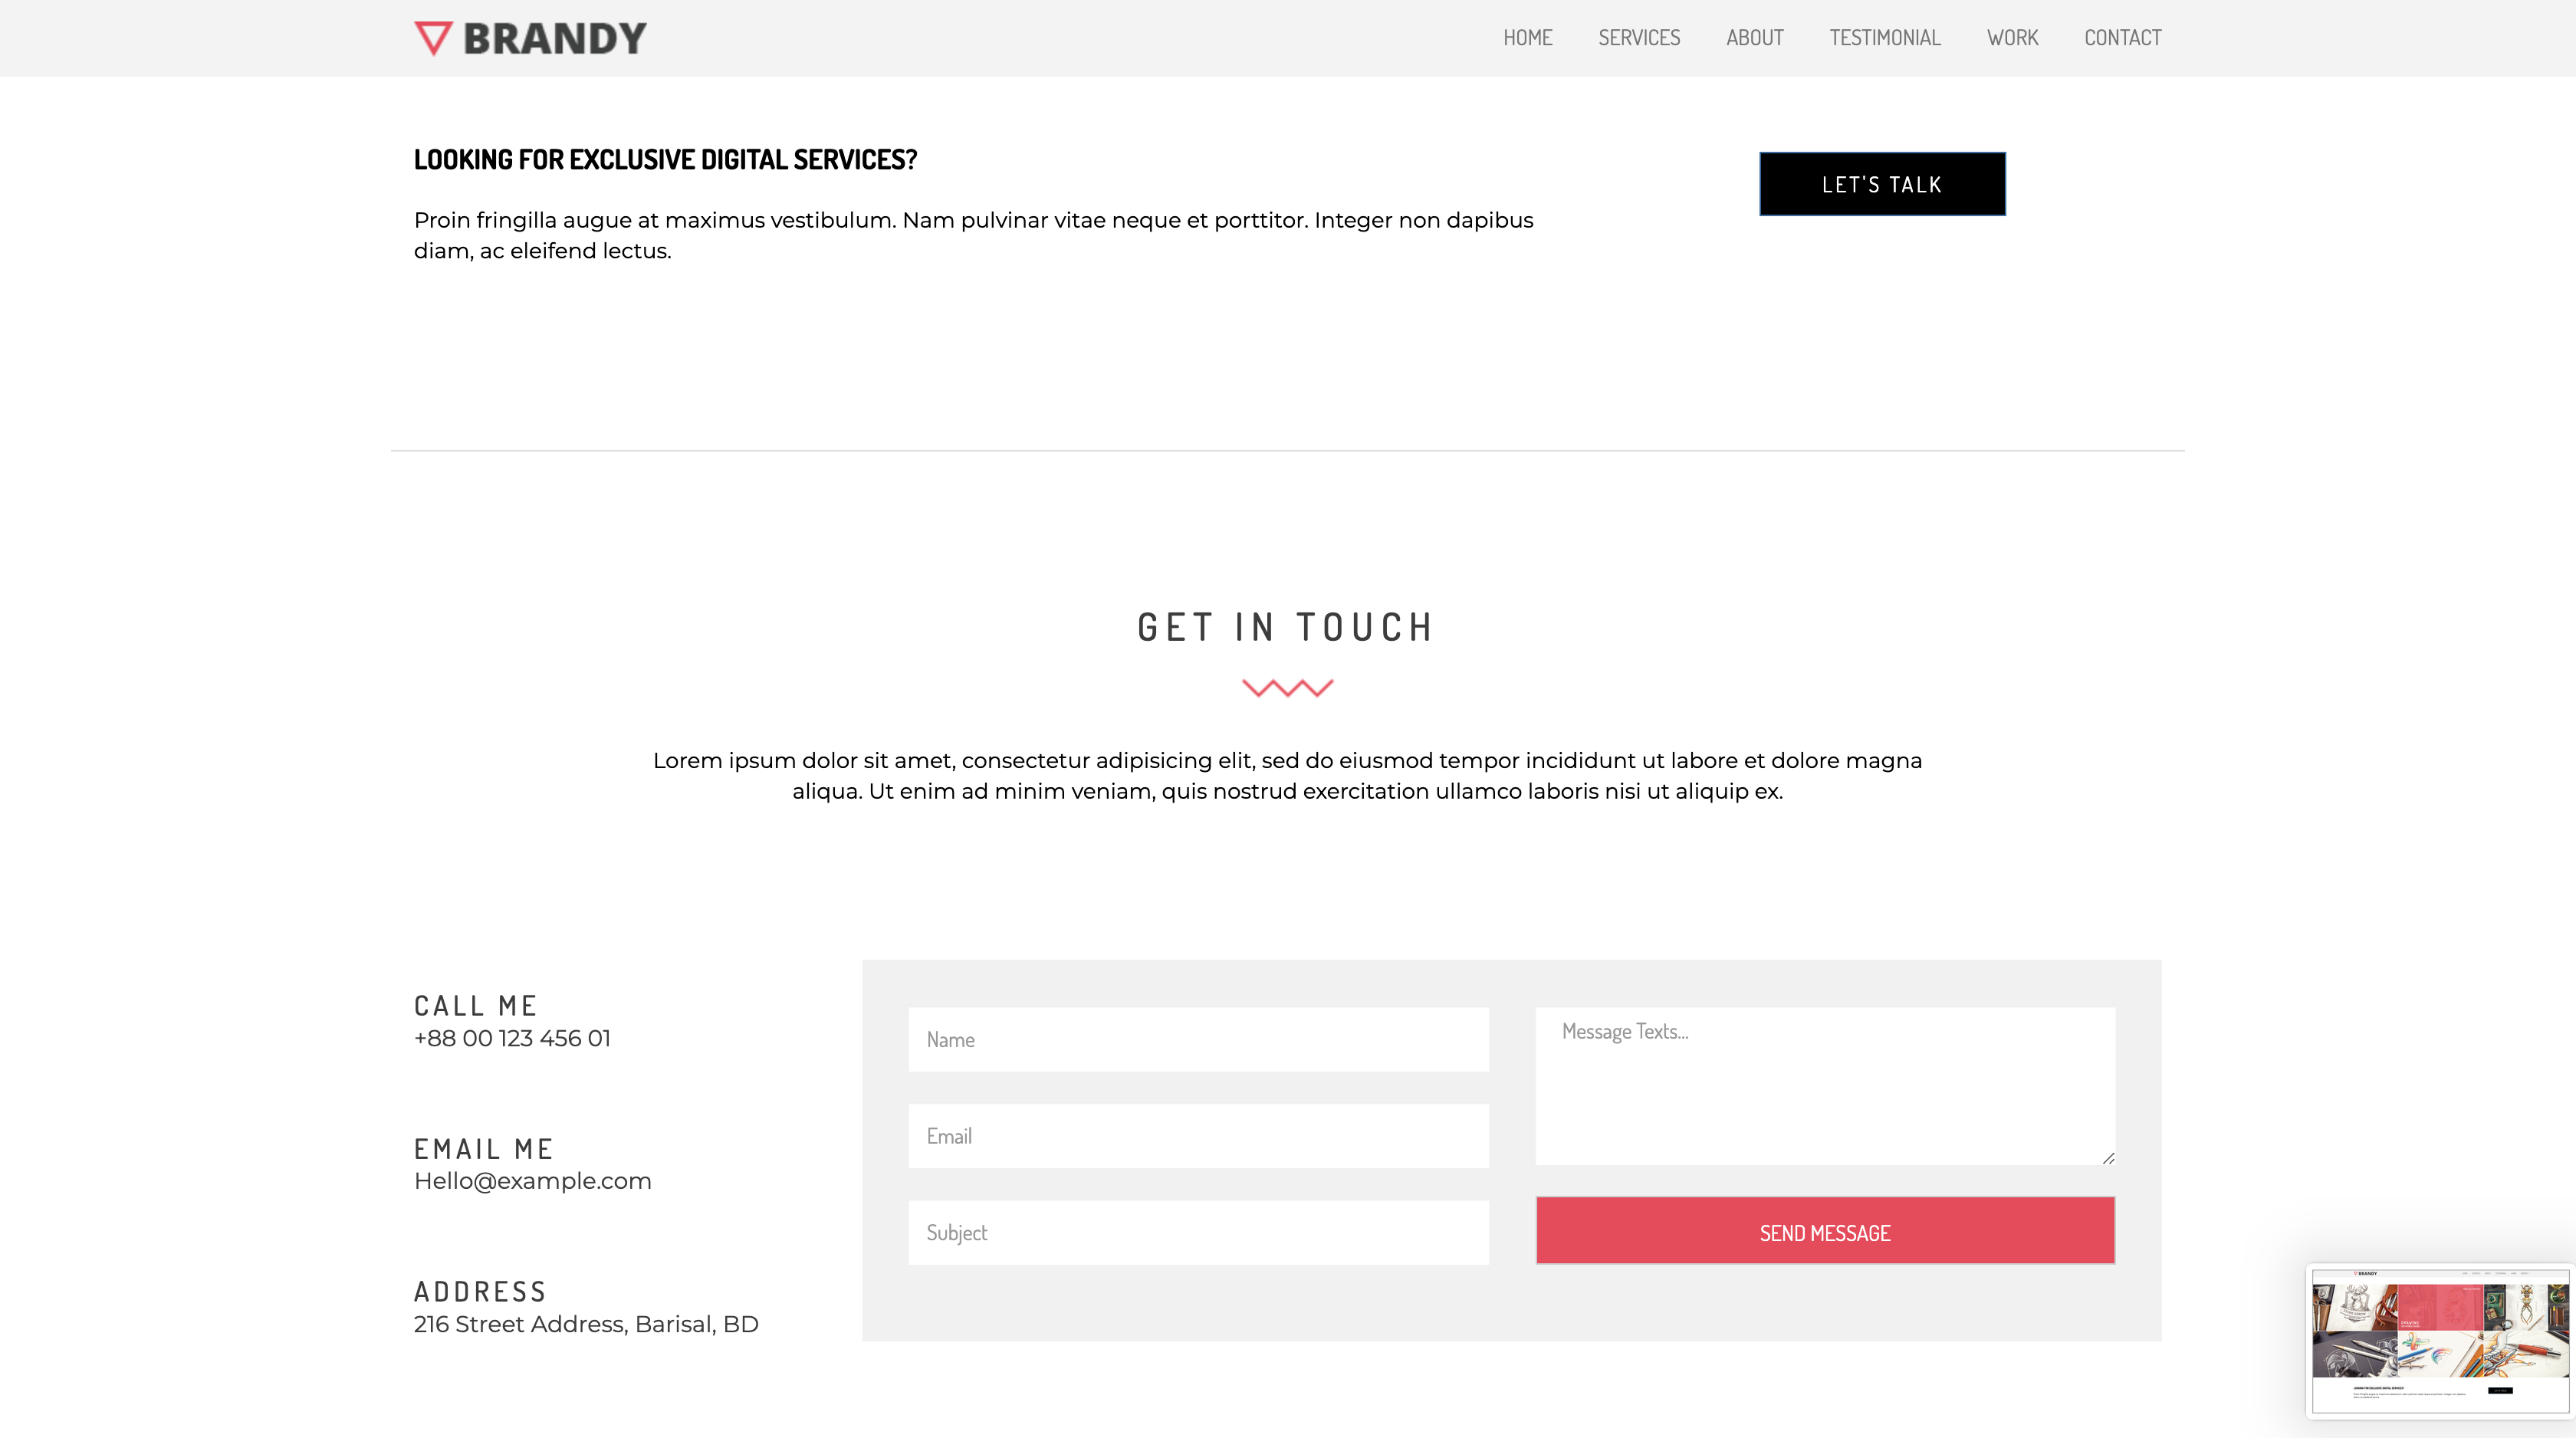 BRANDY
HOME SERVICES ABOUT TESTIMONIAL WORK CONTACT
LOOKING FOR EXCLUSIVE DIGITAL SERVICES?
Proin fringilla augue at maximus vestibulum. Nam pulvinar vitae neque et porttitor. Integer non dapibus
diam, ac eleifend lectus.
LET'S TALK
GET IN TOUCH
Lorem ipsum dolor sit amet, consectetur adipisicing elit, sed do eiusmod tempor incididunt ut labore et dolore magna
aliqua. Ut enim ad minim veniam, quis nostrud exercitation ullamco laboris nisi ut aliquip ex.
CALL ME
+88 00 123 456 01
EMAIL ME
Hello@example.com
ADDRESS
216 Street Address, Barisal, BD
Name
Email
Subject
Message Texts...
SEND MESSAGE
BRANDY